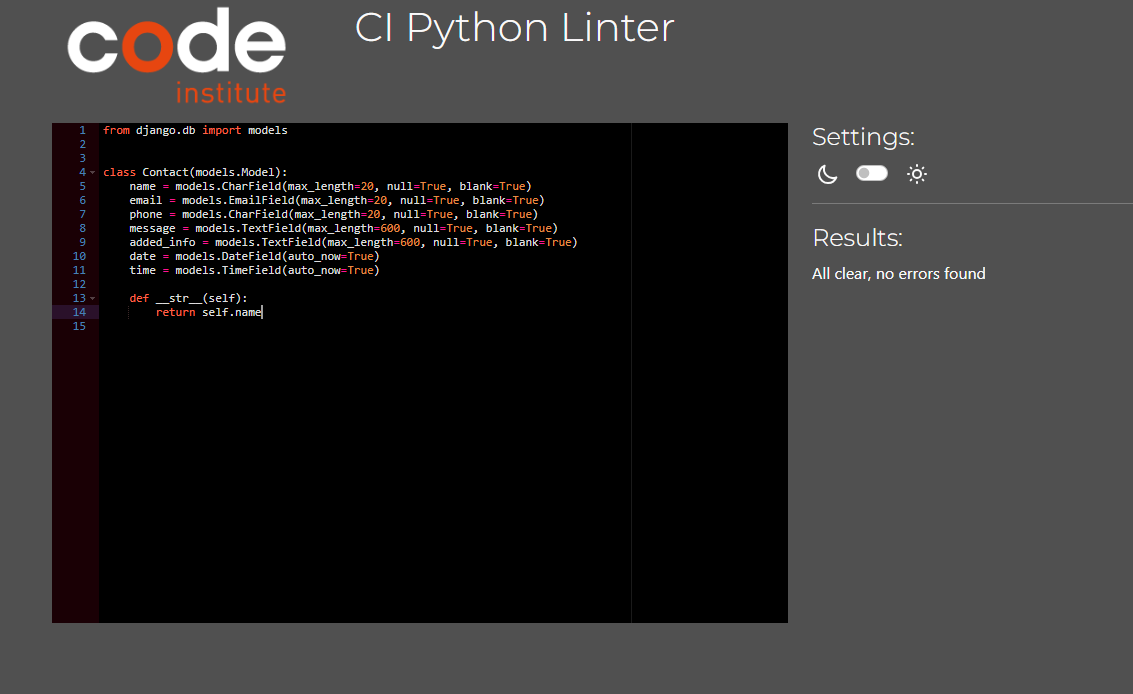 code
institute
CI Python Linter
1 from django.db import models
2
3
4 class Contact(models.Model):
5     name = models.CharField(max_length=20, null=True, blank=True)
6     email = models.EmailField(max_length=20, null=True, blank=True)
7     phone = models.CharField(max_length=20, null=True, blank=True)
8     message = models.TextField(max_length=600, null=True, blank=True)
9     added_info = models.TextField(max_length=600, null=True, blank=True)
10     date = models.DateField(auto_now=True)
11     time = models.TimeField(auto_now=True)
12
13     def __str__(self):
14         return self.name
15
Settings:
Results:
All clear, no errors found